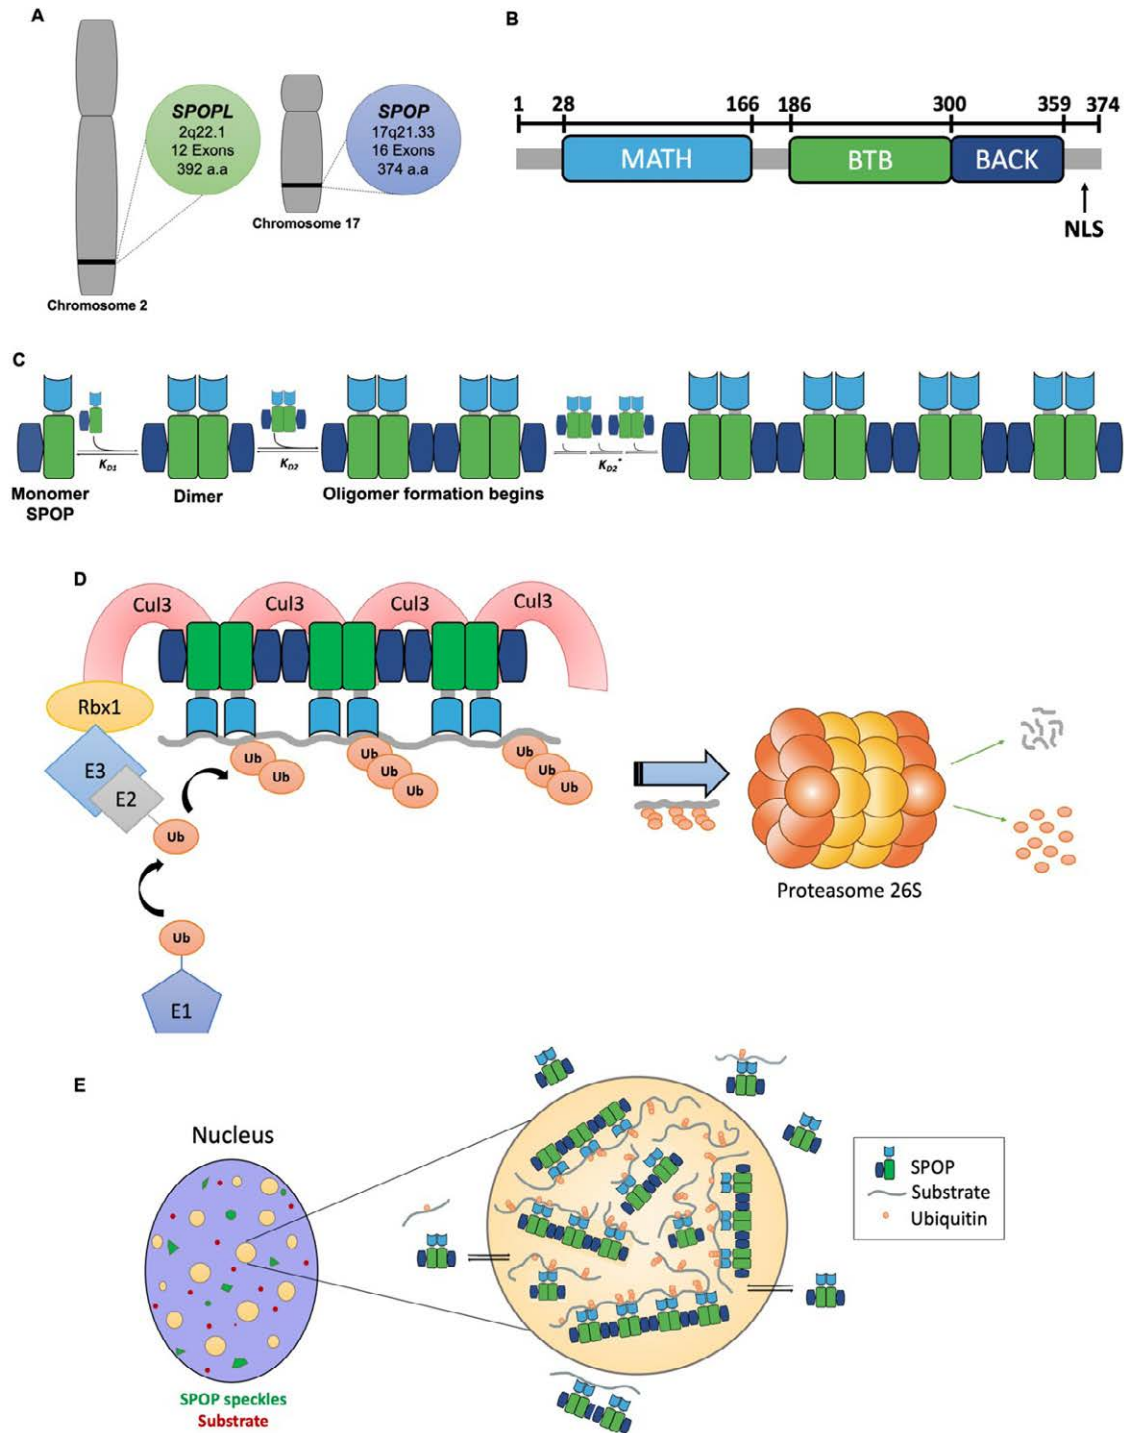 A
SPOPL
2q22.1
12 Exons
392 a.a
Chromosome 2
SPOP
17q21.33
16 Exons
374 a.a
Chromosome 17
B
1 28 166 186 300 359 374
MATH BTB BACK
NLS
C
KD1
KD2
KD2*
Monomer
SPOP
Dimer
Oligomer formation begins
D
Cul3 Cul3 Cul3 Cul3
Rbx1
E3
E2
Ub
Ub
E1
Ub
Ub
Ub
Ub
Ub
Ub
Ub
Ub
Proteasome 26S
E
Nucleus
SPOP speckles
Substrate
SPOP
Substrate
Ubiquitin